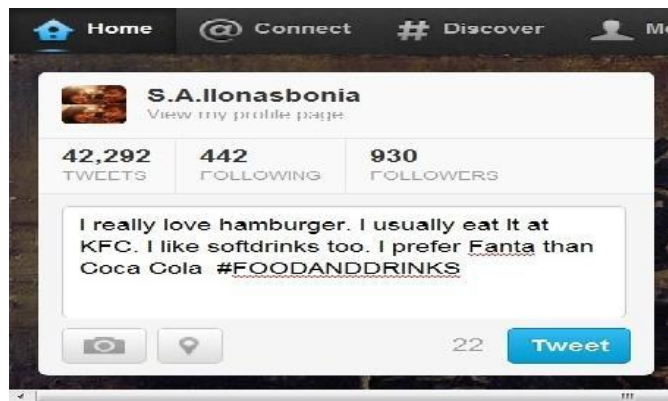 Home @ Connect # Discover
S.A.Ilonasbonia
View my profile page
42,292 442 930
TWEETS FOLLOWING FOLLOWERS
I really love hamburger. I usually eat It at
KFC. I like softdrinks too. I prefer Fanta than
Coca Cola #FOODANDDRINKS
22 Tweet